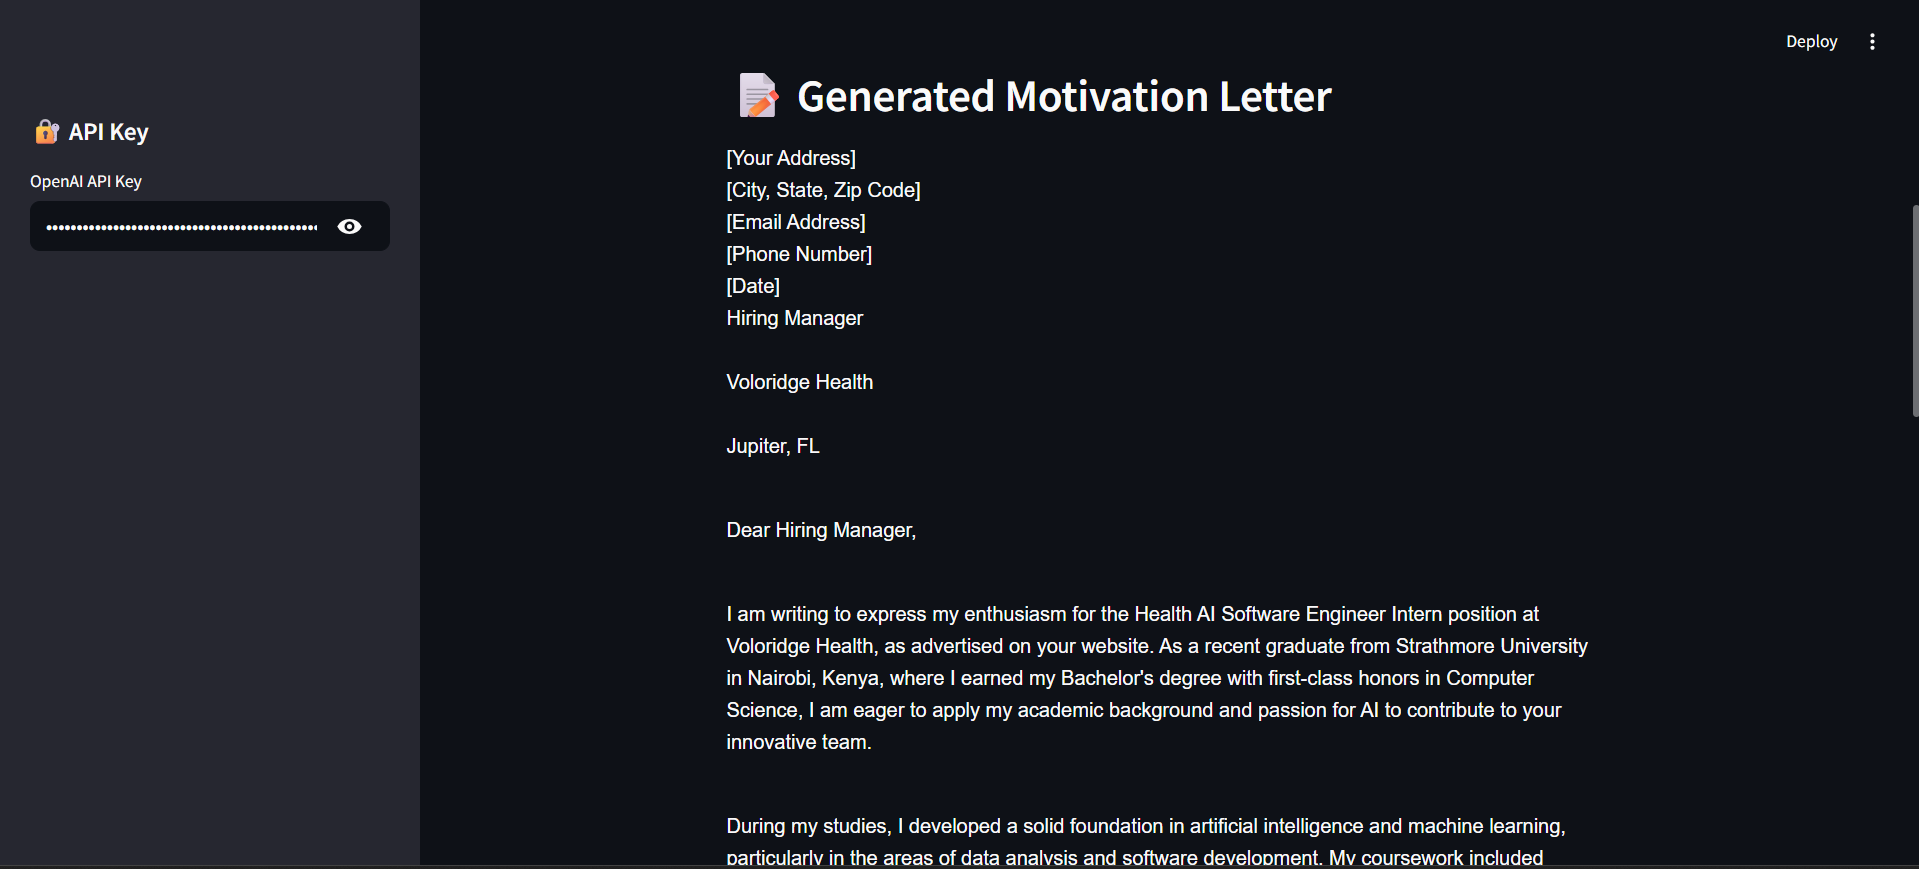 Deploy
API Key
OpenAI API Key
Generated Motivation Letter
[Your Address]
[City, State, Zip Code]
[Email Address]
[Phone Number]
[Date]
Hiring Manager
Voloridge Health
Jupiter, FL
Dear Hiring Manager,
I am writing to express my enthusiasm for the Health AI Software Engineer Intern position at
Voloridge Health, as advertised on your website. As a recent graduate from Strathmore University
in Nairobi, Kenya, where I earned my Bachelor's degree with first-class honors in Computer
Science, I am eager to apply my academic background and passion for AI to contribute to your
innovative team.
During my studies, I developed a solid foundation in artificial intelligence and machine learning,
particularly in the areas of data analysis and software development. My coursework included